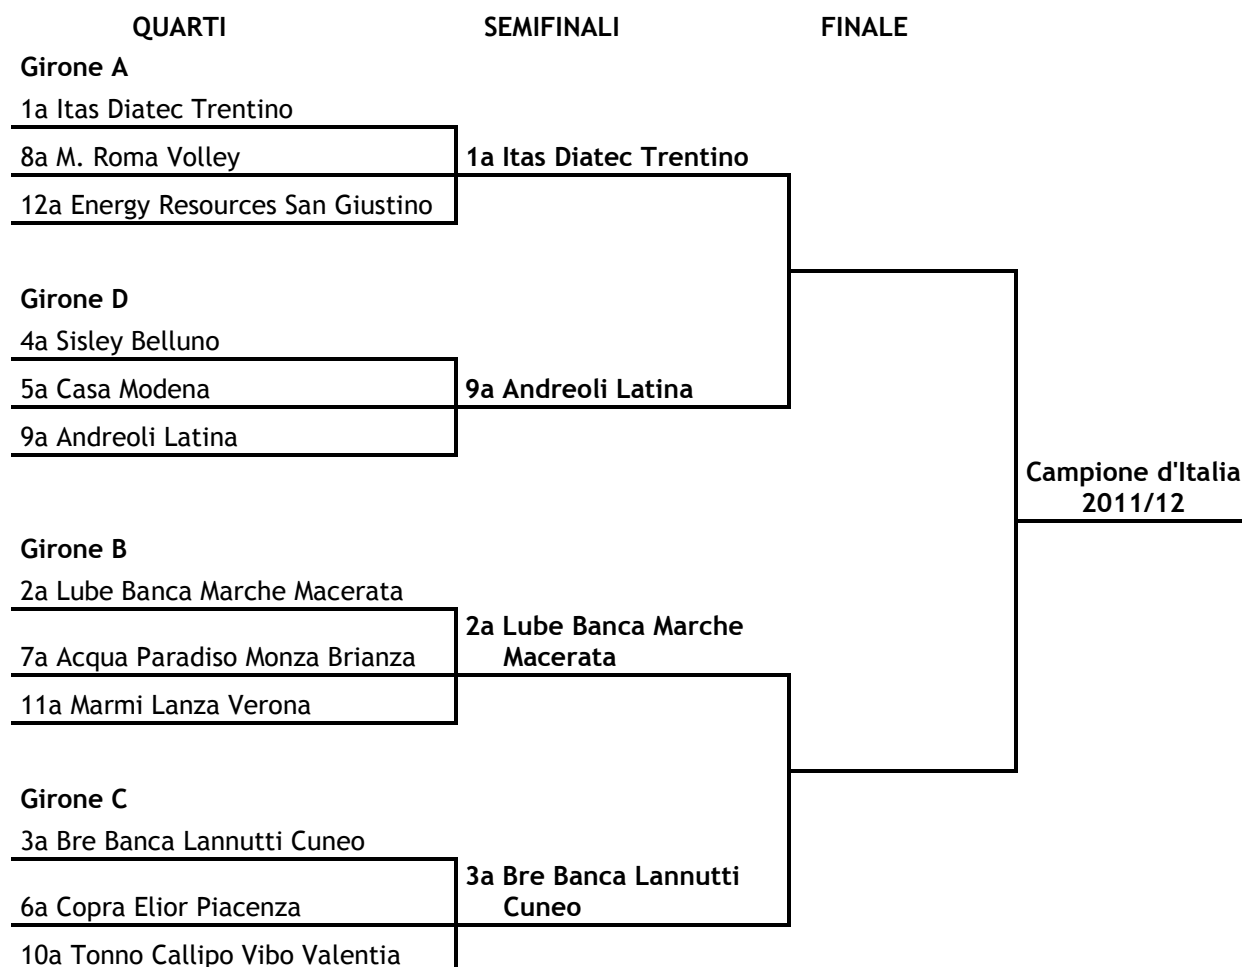 QUARTI SEMIFINALI FINALE
Girone A
1a Itas Diatec Trentino
8a M. Roma Volley
1a Itas Diatec Trentino
12a Energy Resources San Giustino
Girone D
4a Sisley Belluno
5a Casa Modena
9a Andreoli Latina
9a Andreoli Latina
Campione d'Italia
2011/12
Girone B
2a Lube Banca Marche Macerata
2a Lube Banca Marche
Macerata
7a Acqua Paradiso Monza Brianza
11a Marmi Lanza Verona
Girone C
3a Bre Banca Lannutti Cuneo
3a Bre Banca Lannutti
Cuneo
6a Copra Elior Piacenza
10a Tonno Callipo Vibo Valentia